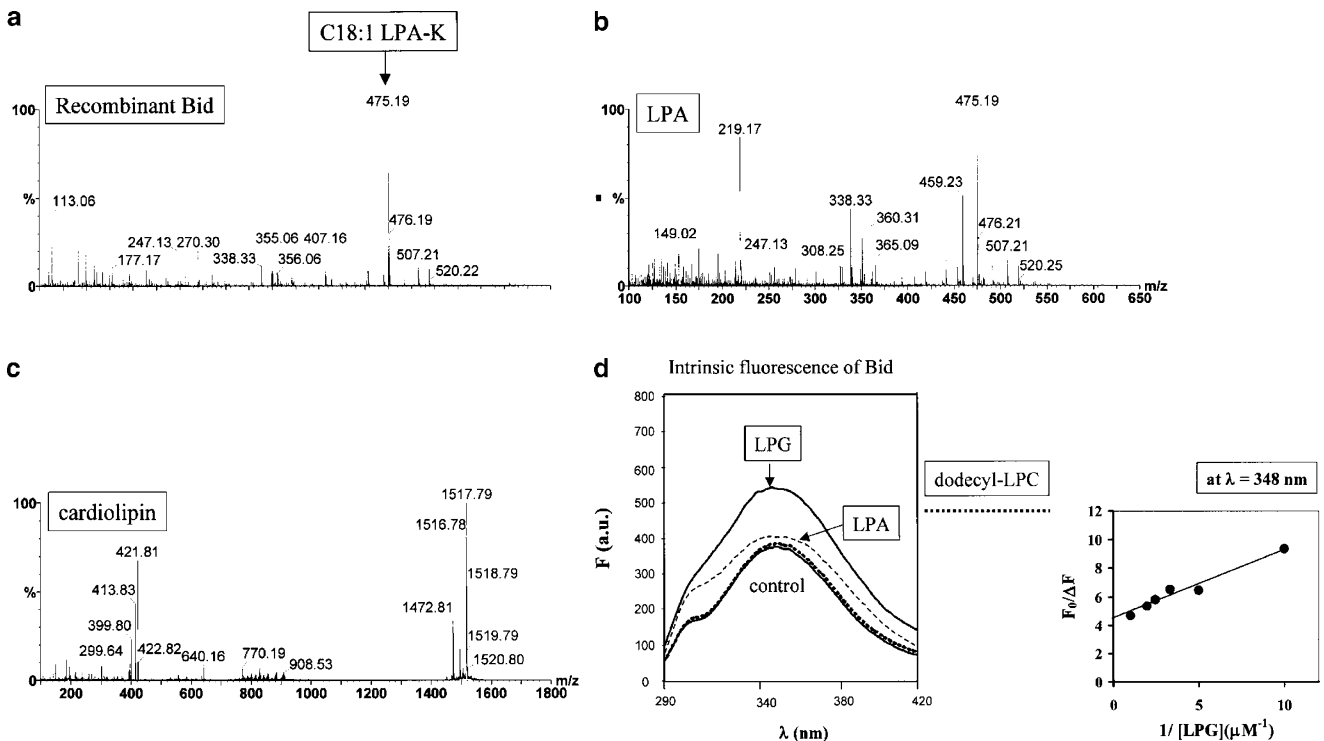 a
C18:1 LPA-K
Recombinant Bid
100
%
0
475.19
113.06
247.13 270.30
177.17
338.33
355.06 407.16
356.06
476.19
507.21
520.22
b
LPA
100
%
0
475.19
219.17
149.02
247.13
308.25
338.33
360.31
365.09
459.23
476.21
507.21
520.25
100 150 200 250 300 350 400 450 500 550 600 650 m/z
c
cardiolipin
100
%
0
421.81
413.83
399.80
299.64
422.82
640.16
770.19
908.53
1472.81
1517.79
1516.78
1518.79
1519.79
1520.80
200 400 600 800 1000 1200 1400 1600 1800 m/z
d
Intrinsic fluorescence of Bid
F (a.u.)
800
700
600
500
400
300
200
100
0
LPG
LPA
control
290 340 380 420
λ (nm)
dodecyl-LPC
at λ = 348 nm
F₀/ΔF
12
10
8
6
4
2
0
0 5 10
1/ [LPG](μM⁻¹)